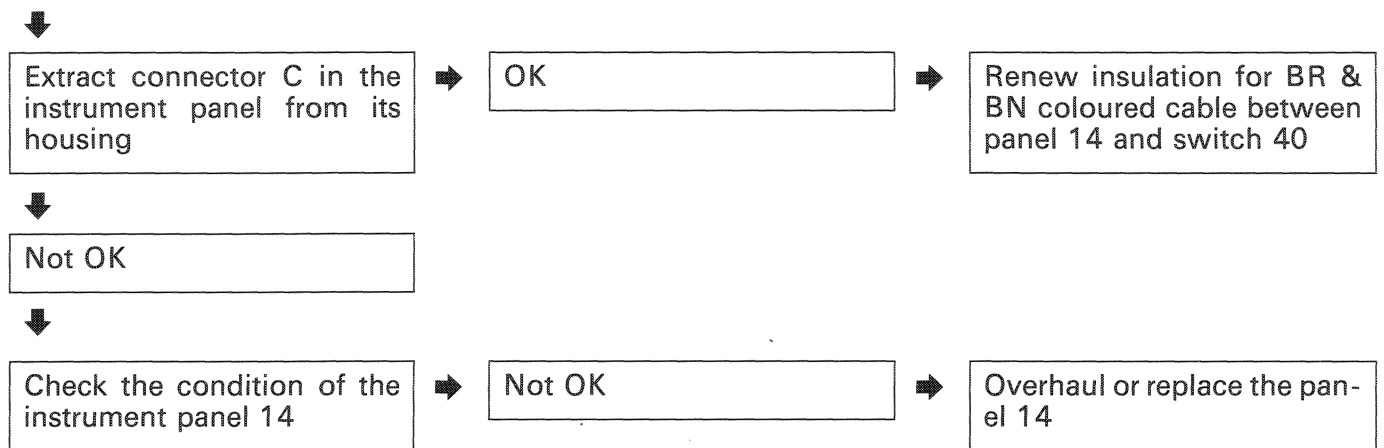 Extract connector C in the
instrument panel from its
housing
OK
Renew insulation for BR &
BN coloured cable between
panel 14 and switch 40
Not OK
Check the condition of the
instrument panel 14
Not OK
Overhaul or replace the pan-
el 14